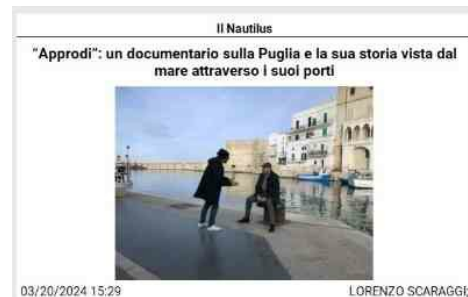 Il Nautilus
"Approdi": un documentario sulla Puglia e la sua storia vista dal
mare attraverso i suoi porti
03/20/2024 15:29
LORENZO SCARAGGI;